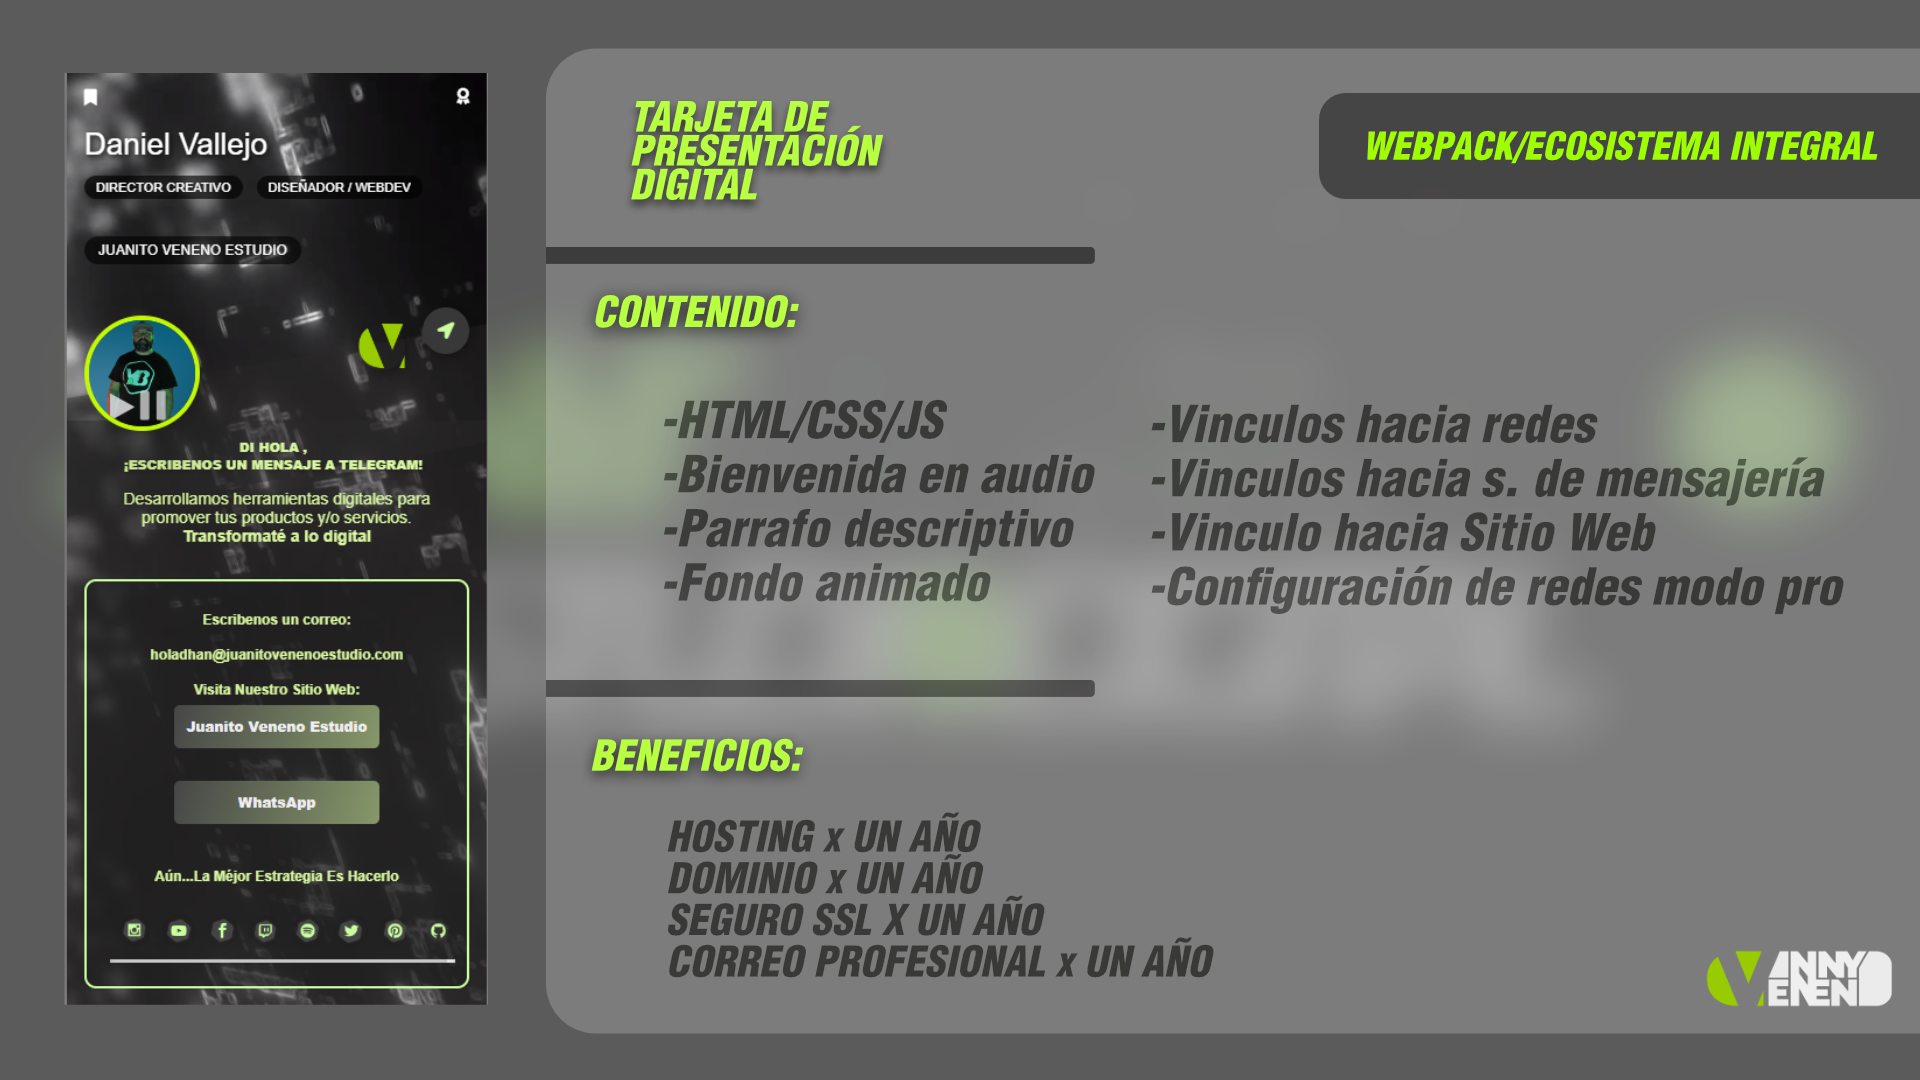 Daniel Vallejo
DIRECTOR CREATIVO
DISEÑADOR / WEBDEV
JUANITO VENENO ESTUDIO
DI HOLA ,
¡ESCRIBENOS UN MENSAJE A TELEGRAM!
Desarrollamos herramientas digitales para
promover tus productos y/o servicios.
Transformaté a lo digital
Escribenos un correo:
holadhan@juanitovenenoestudio.com
Visita Nuestro Sitio Web:
Juanito Veneno Estudio
WhatsApp
Aún...La Méjor Estrategia Es Hacerlo
TARJETA DE
PRESENTACIÓN
DIGITAL
WEBPACK/ECOSISTEMA INTEGRAL
CONTENIDO:
-HTML/CSS/JS
-Bienvenida en audio
-Parrafo descriptivo
-Fondo animado
-Vinculos hacia redes
-Vinculos hacia s. de mensajería
-Vinculo hacia Sitio Web
-Configuración de redes modo pro
BENEFICIOS:
HOSTING x UN AÑO
DOMINIO x UN AÑO
SEGURO SSL X UN AÑO
CORREO PROFESIONAL x UN AÑO